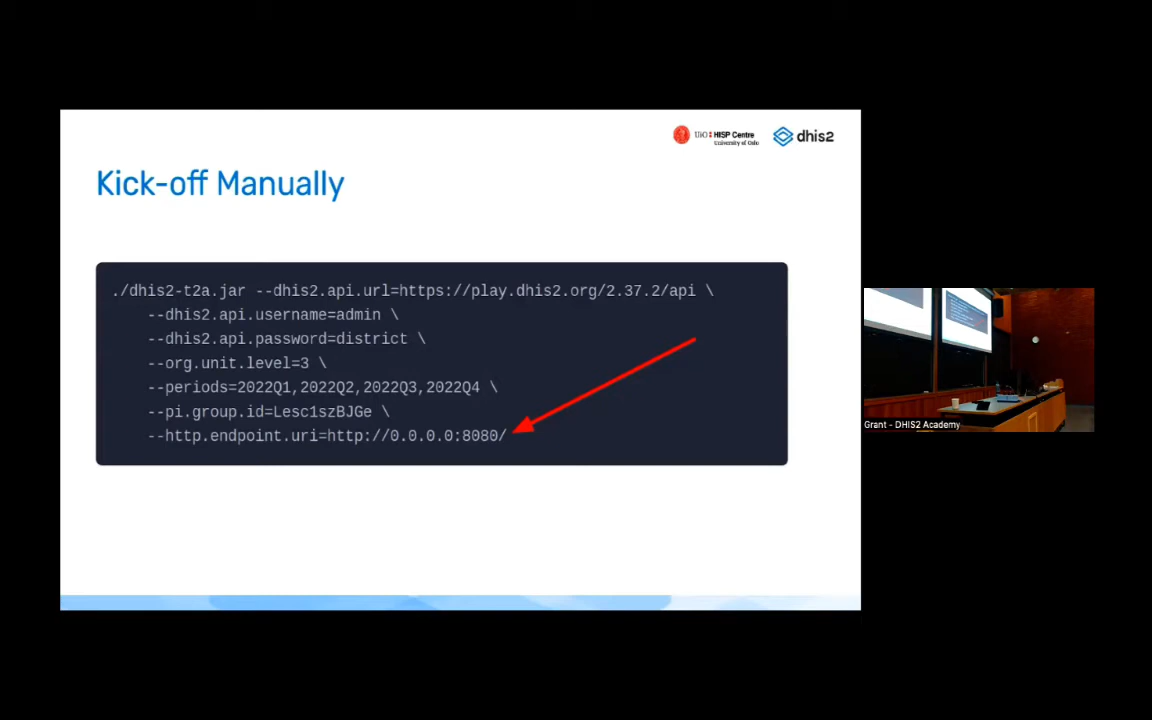 UiO HISP Centre
University of Oslo
dhis2
Kick-off Manually
./dhis2-t2a.jar --dhis2.api.url=https://play.dhis2.org/2.37.2/api \
--dhis2.api.username=admin \
--dhis2.api.password=district \
--org.unit.level=3 \
--periods=2022Q1,2022Q2,2022Q3,2022Q4 \
--pi.group.id=Lesc1szBJGe \
--http.endpoint.uri=http://0.0.0.0:8080/
Grant - DHIS2 Academy